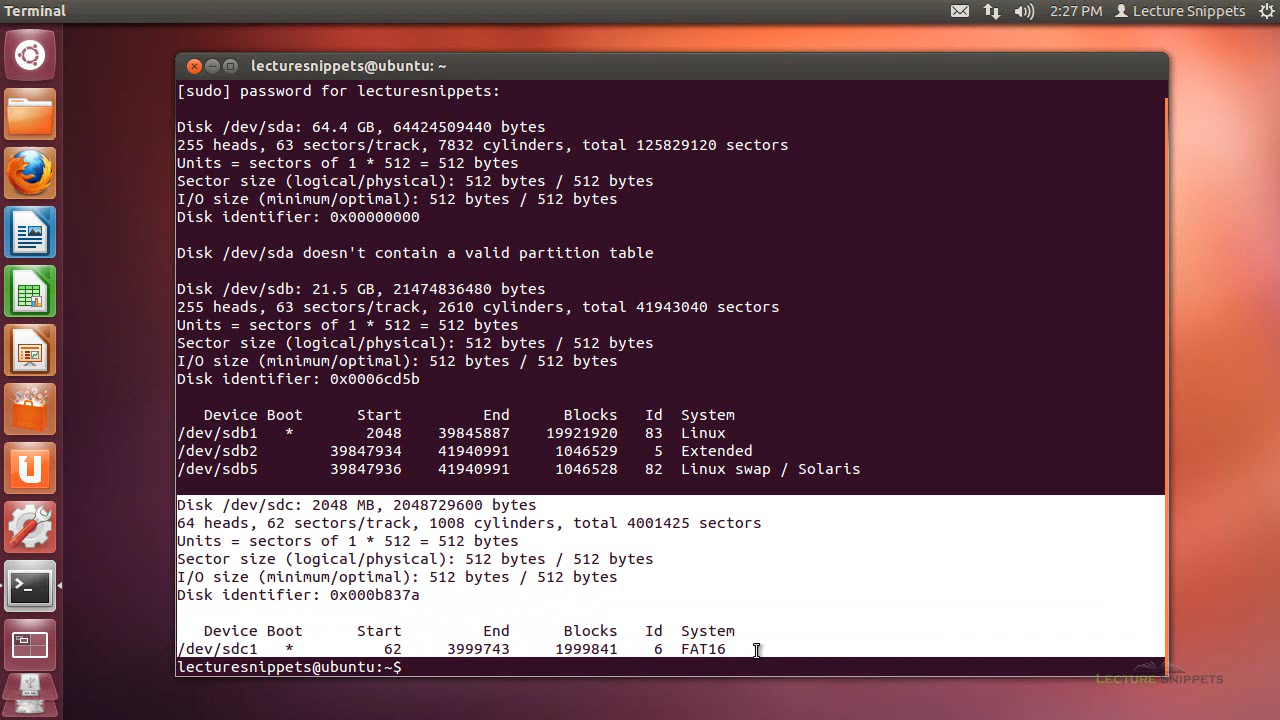 Terminal
2:27 PM
Lecture Snippets
lecturesnippets@ubuntu: ~
[sudo] password for lecturesnippets:
Disk /dev/sda: 64.4 GB, 64424509440 bytes
255 heads, 63 sectors/track, 7832 cylinders, total 125829120 sectors
Units = sectors of 1 * 512 = 512 bytes
Sector size (logical/physical): 512 bytes / 512 bytes
I/O size (minimum/optimal): 512 bytes / 512 bytes
Disk identifier: 0x00000000
Disk /dev/sda doesn't contain a valid partition table
Disk /dev/sdb: 21.5 GB, 21474836480 bytes
255 heads, 63 sectors/track, 2610 cylinders, total 41943040 sectors
Units = sectors of 1 * 512 = 512 bytes
Sector size (logical/physical): 512 bytes / 512 bytes
I/O size (minimum/optimal): 512 bytes / 512 bytes
Disk identifier: 0x0006cd5b
Device Boot Start End Blocks Id System
/dev/sdb1 * 2048 39845887 19921920 83 Linux
/dev/sdb2 39847934 41940991 1046529 5 Extended
/dev/sdb5 39847936 41940991 1046528 82 Linux swap / Solaris
Disk /dev/sdc: 2048 MB, 2048729600 bytes
64 heads, 62 sectors/track, 1008 cylinders, total 4001425 sectors
Units = sectors of 1 * 512 = 512 bytes
Sector size (logical/physical): 512 bytes / 512 bytes
I/O size (minimum/optimal): 512 bytes / 512 bytes
Disk identifier: 0x000b837a
Device Boot Start End Blocks Id System
/dev/sdc1 * 62 3999743 1999841 6 FAT16
lecturesnippets@ubuntu:~$
LECTURE SNIPPETS